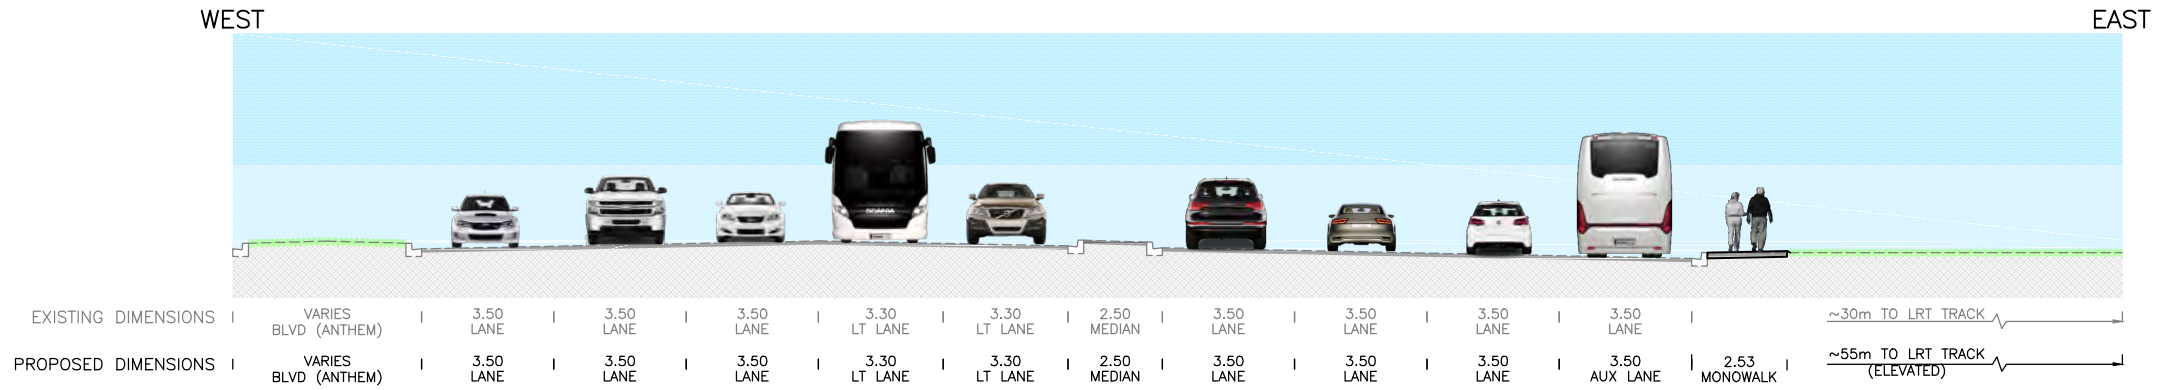 WEST EAST
SCANIA
EXISTING DIMENSIONS VARIES 3.50 3.50 3.50 3.30 3.30 2.50 3.50 3.50 3.50 3.50 ~30m TO LRT TRACK
BLVD (ANTHEM) LANE LANE LANE LT LANE LT LANE MEDIAN LANE LANE LANE LANE
PROPOSED DIMENSIONS VARIES 3.50 3.50 3.50 3.30 3.30 2.50 3.50 3.50 3.50 3.50 2.53 ~55m TO LRT TRACK
BLVD (ANTHEM) LANE LANE LANE LT LANE LT LANE MEDIAN LANE LANE LANE AUX LANE MONOWALK (ELEVATED)